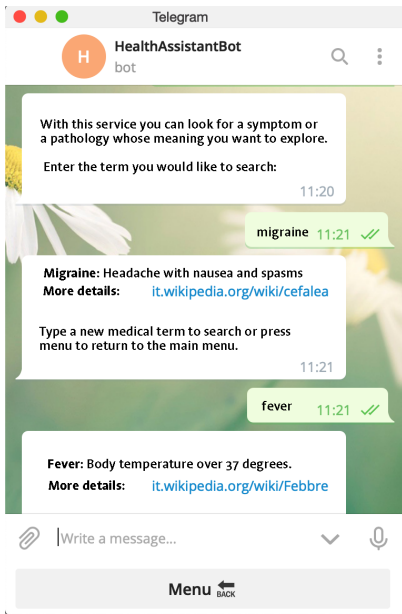 Telegram
H
HealthAssistantBot
bot
With this service you can look for a symptom or
a pathology whose meaning you want to explore.
Enter the term you would like to search:
11:20
migraine 11:21
Migraine: Headache with nausea and spasms
More details: it.wikipedia.org/wiki/cefalea
Type a new medical term to search or press
menu to return to the main menu.
11:21
fever 11:21
Fever: Body temperature over 37 degrees.
More details: it.wikipedia.org/wiki/Febbre
Write a message...
Menu BACK